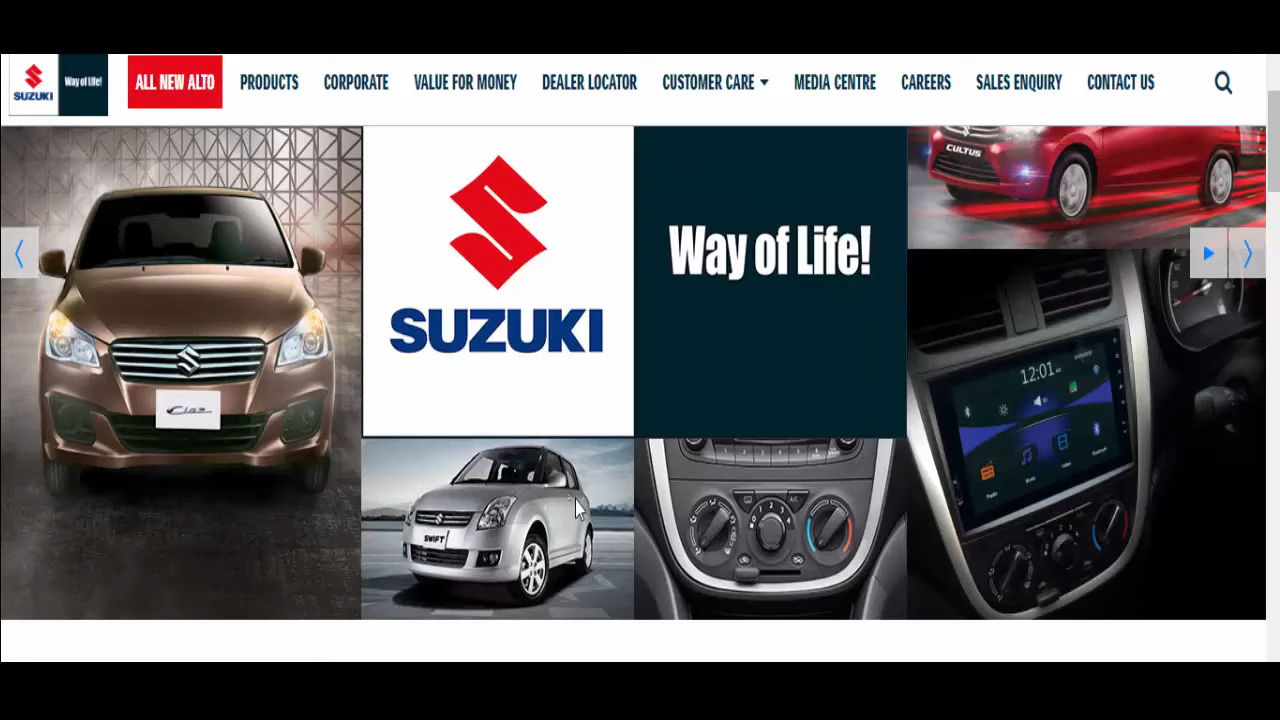 SUZUKI
Way of Life!
ALL NEW ALTO
PRODUCTS
CORPORATE
VALUE FOR MONEY
DEALER LOCATOR
CUSTOMER CARE
MEDIA CENTRE
CAREERS
SALES ENQUIRY
CONTACT US
SUZUKI
Way of Life!
CULTUS
12:01
Ciaz
SWIFT
A/C